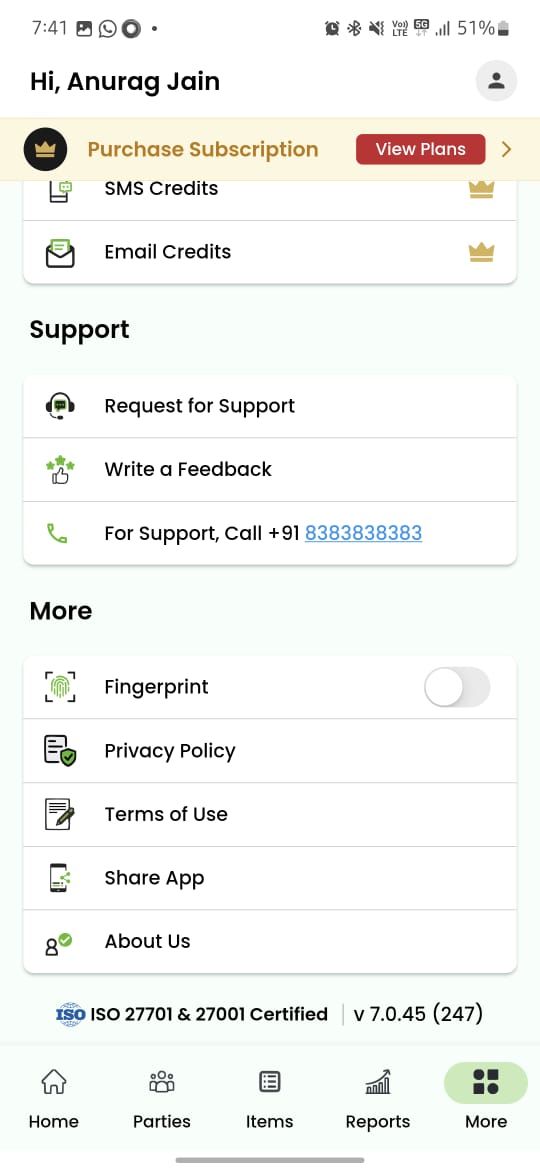 7:41
Vo)) 5G
LTE
51%
Hi, Anurag Jain
Purchase Subscription View Plans
SMS Credits
Email Credits
Support
Request for Support
Write a Feedback
For Support, Call +91 8383838383
More
Fingerprint
Privacy Policy
Terms of Use
Share App
About Us
ISO ISO 27701 & 27001 Certified v 7.0.45 (247)
Home Parties Items Reports More